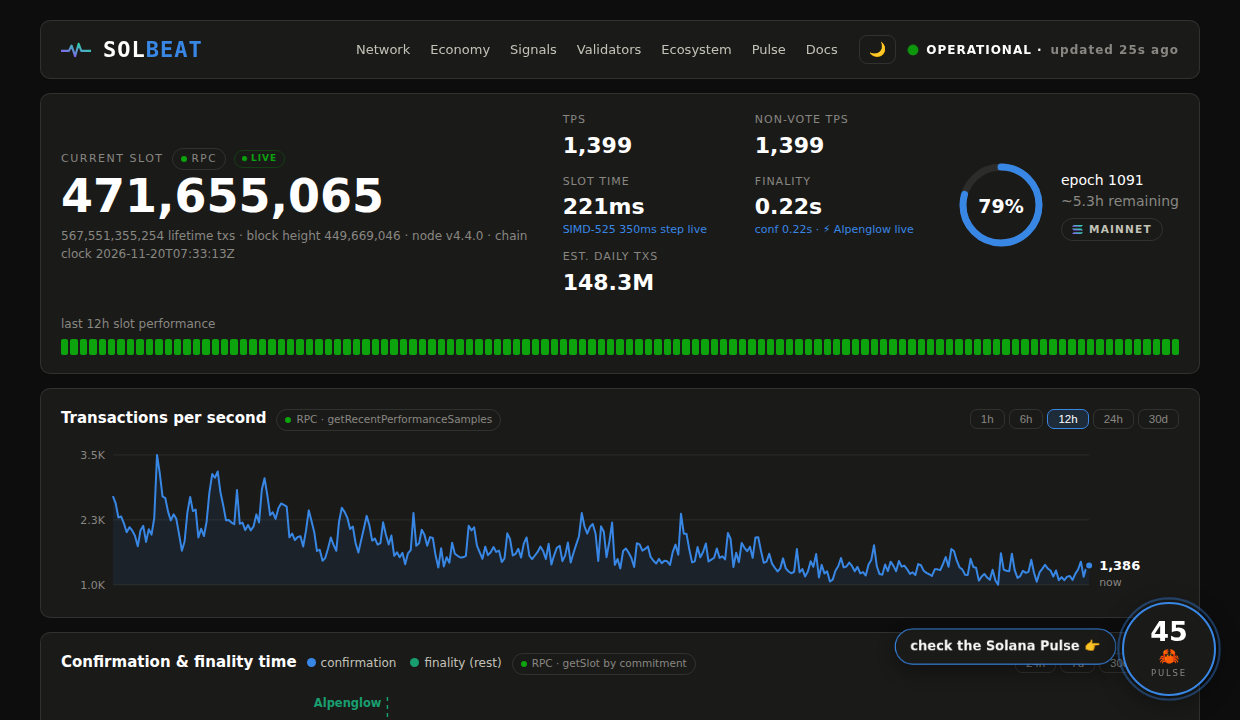 SOLBEAT
Network Economy Signals Validators Ecosystem Pulse Docs
OPERATIONAL · updated 25s ago
CURRENT SLOT RPC LIVE
471,655,065
567,551,355,254 lifetime txs · block height 449,669,046 · node v4.4.0 · chain
clock 2026-11-20T07:33:13Z
TPS
1,399
NON-VOTE TPS
1,399
SLOT TIME
221ms
SIMD-525 350ms step live
FINALITY
0.22s
conf 0.22s · ⚡ Alpenglow live
EST. DAILY TXS
148.3M
79%
epoch 1091
~5.3h remaining
MAINNET
last 12h slot performance
Transactions per second RPC · getRecentPerformanceSamples
1h 6h 12h 24h 30d
3.5K
2.3K
1.0K
1,386
now
Confirmation & finality time confirmation finality (rest) RPC · getSlot by commitment
Alpenglow
check the Solana Pulse 👉
45
🦀
PULSE